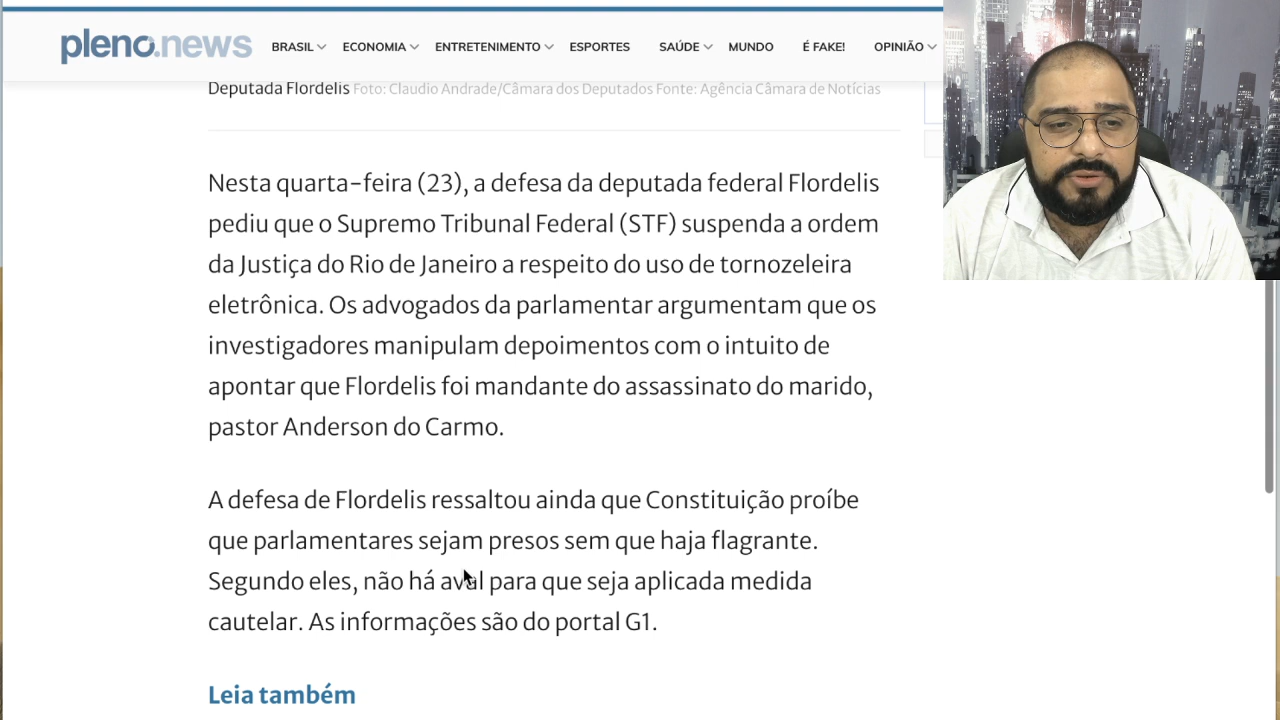 pleno.news
BRASIL ECONOMIA ENTRETENIMENTO ESPORTES SAÚDE MUNDO É FAKE! OPINIÃO
Deputada Flordelis Foto: Claudio Andrade/Câmara dos Deputados Fonte: Agência Câmara de Notícias
Nesta quarta-feira (23), a defesa da deputada federal Flordelis
pediu que o Supremo Tribunal Federal (STF) suspenda a ordem
da Justiça do Rio de Janeiro a respeito do uso de tornozeleira
eletrônica. Os advogados da parlamentar argumentam que os
investigadores manipulam depoimentos com o intuito de
apontar que Flordelis foi mandante do assassinato do marido,
pastor Anderson do Carmo.
A defesa de Flordelis ressaltou ainda que Constituição proíbe
que parlamentares sejam presos sem que haja flagrante.
Segundo eles, não há aval para que seja aplicada medida
cautelar. As informações são do portal G1.
Leia também